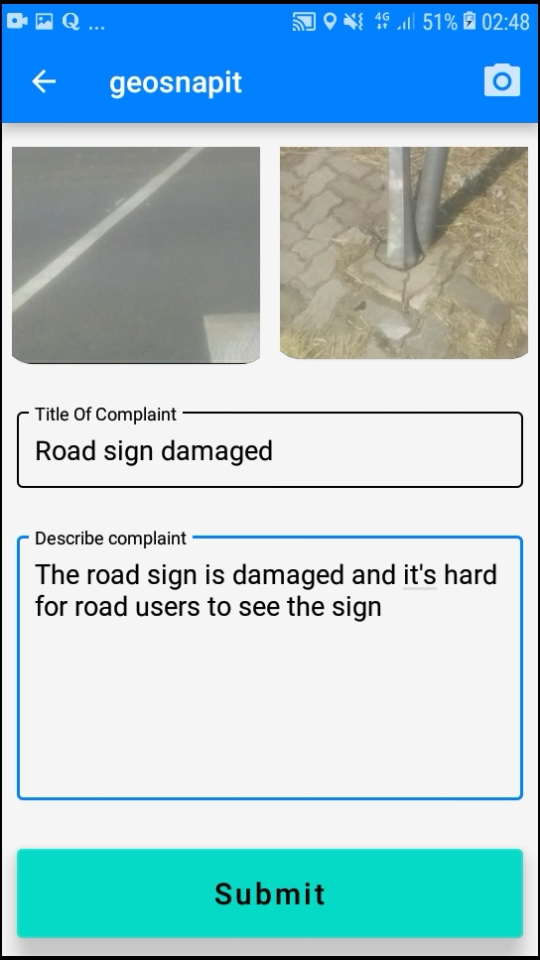 Q ... 4G 51% 02:48
geosnapit
Title Of Complaint
Road sign damaged
Describe complaint
The road sign is damaged and it's hard
for road users to see the sign
Submit